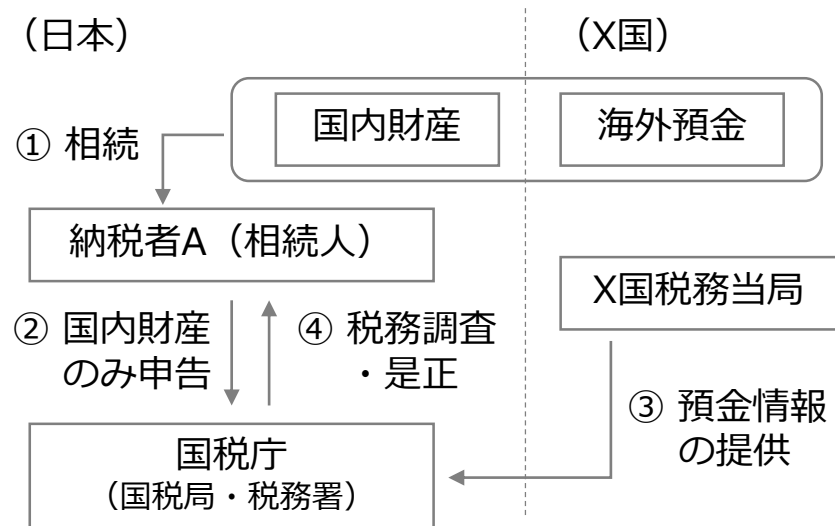 （日本）
（X国）
国内財産
海外預金
① 相続
納税者A（相続人）
X国税務当局
② 国内財産
のみ申告
④ 税務調査
・是正
③ 預金情報
の提供
国税庁
（国税局・税務署）